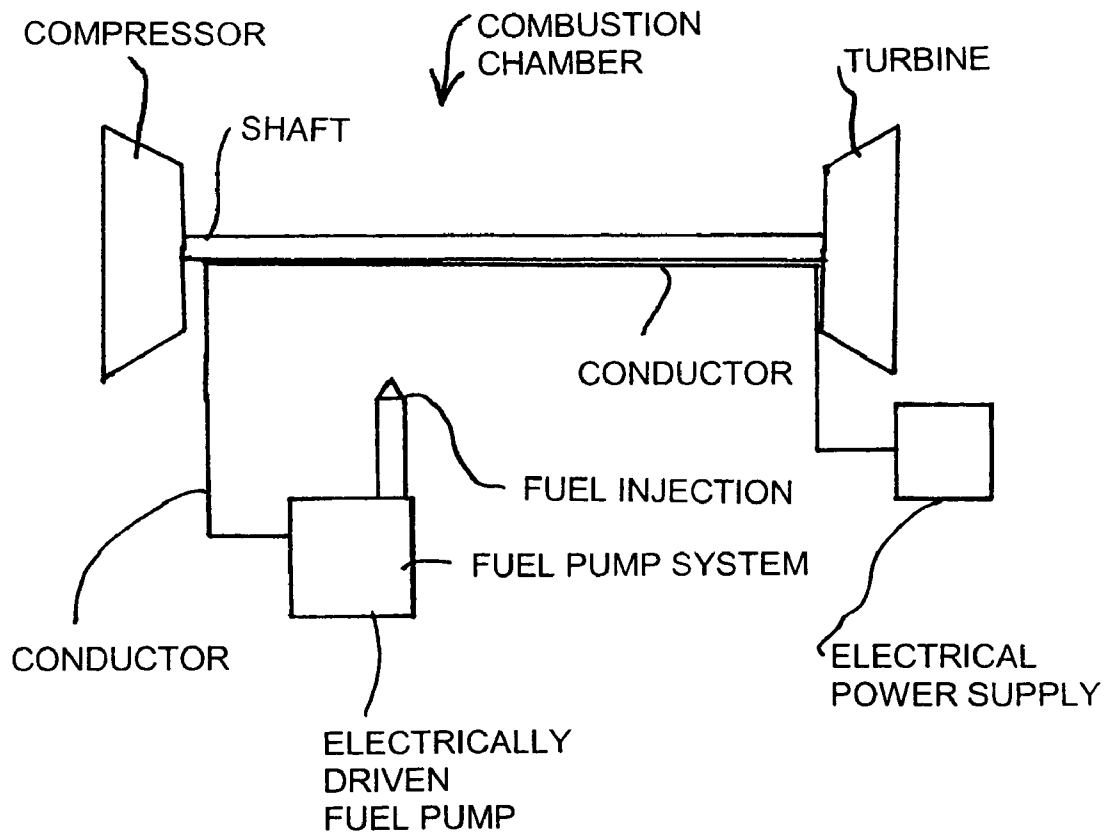 COMPRESSOR
COMBUSTION
CHAMBER
TURBINE
SHAFT
CONDUCTOR
FUEL INJECTION
FUEL PUMP SYSTEM
CONDUCTOR
ELECTRICAL
POWER SUPPLY
ELECTRICALLY
DRIVEN
FUEL PUMP